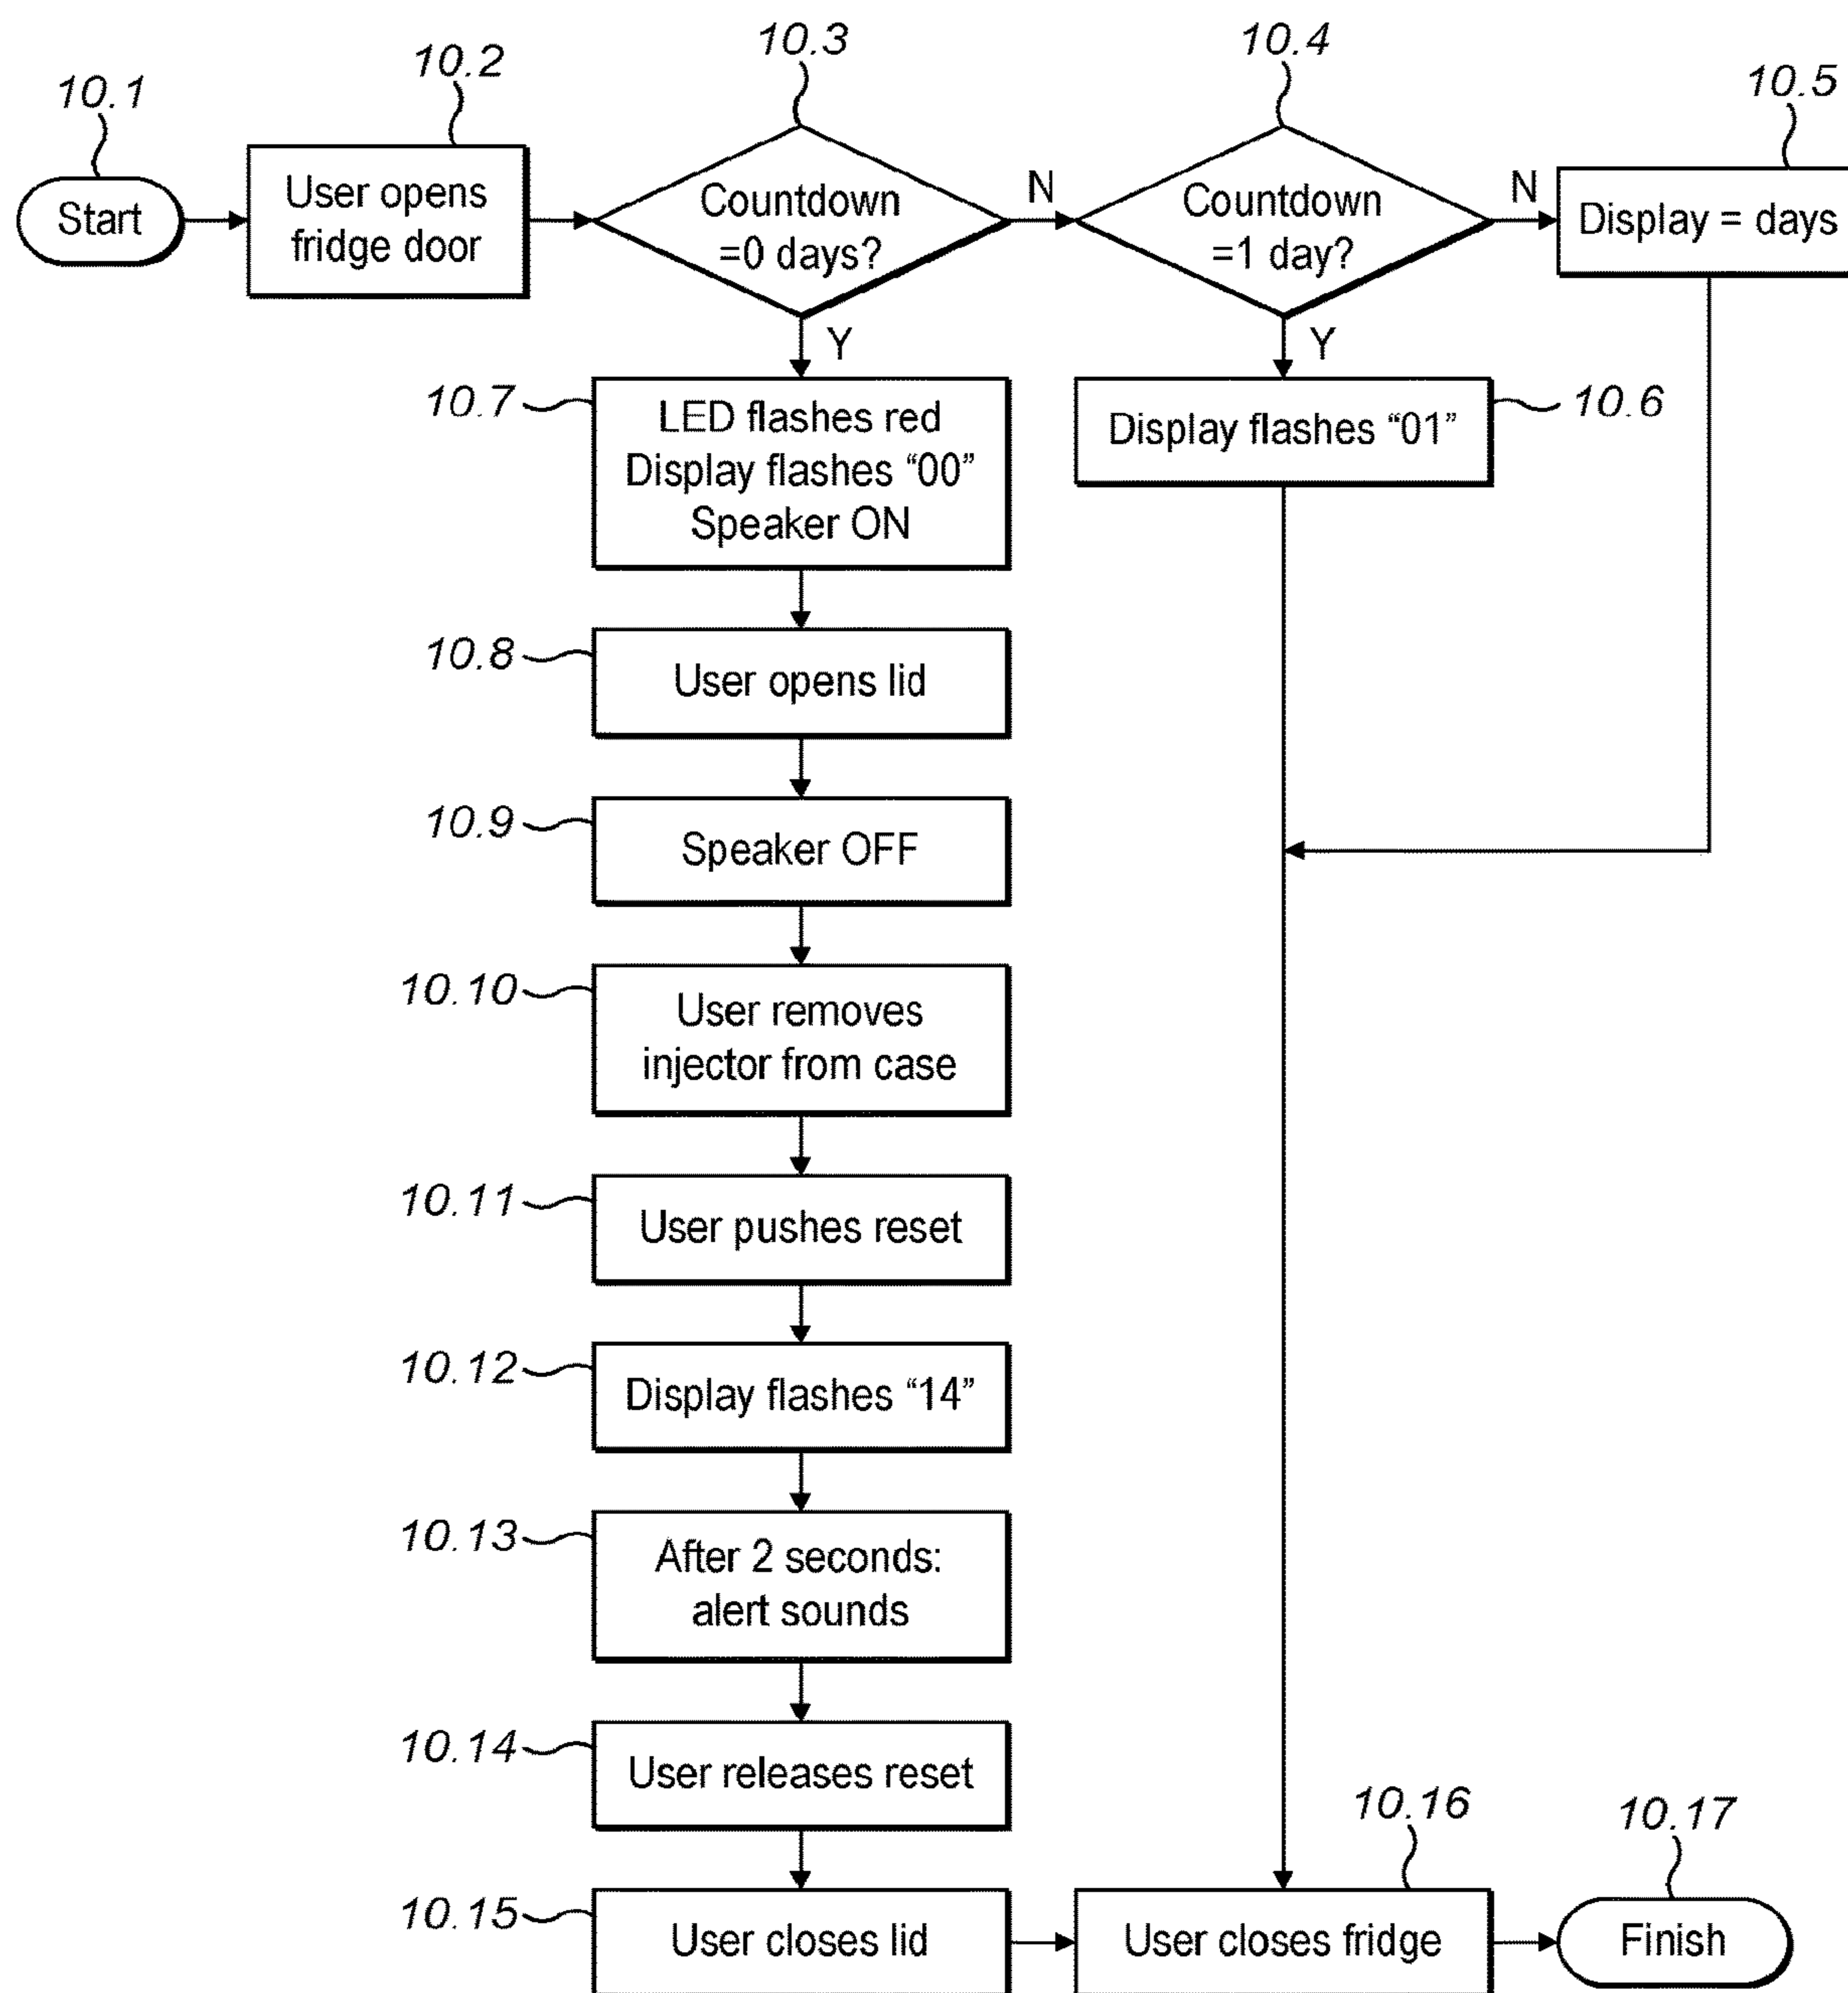 10.1
Start
10.2
User opens
fridge door
10.3
Countdown
=0 days?
N
Y
10.4
Countdown
=1 day?
N
Y
10.5
Display = days
10.6
Display flashes “01”
10.7
LED flashes red
Display flashes “00”
Speaker ON
10.8
User opens lid
10.9
Speaker OFF
10.10
User removes
injector from case
10.11
User pushes reset
10.12
Display flashes “14”
10.13
After 2 seconds:
alert sounds
10.14
User releases reset
10.15
User closes lid
10.16
User closes fridge
10.17
Finish